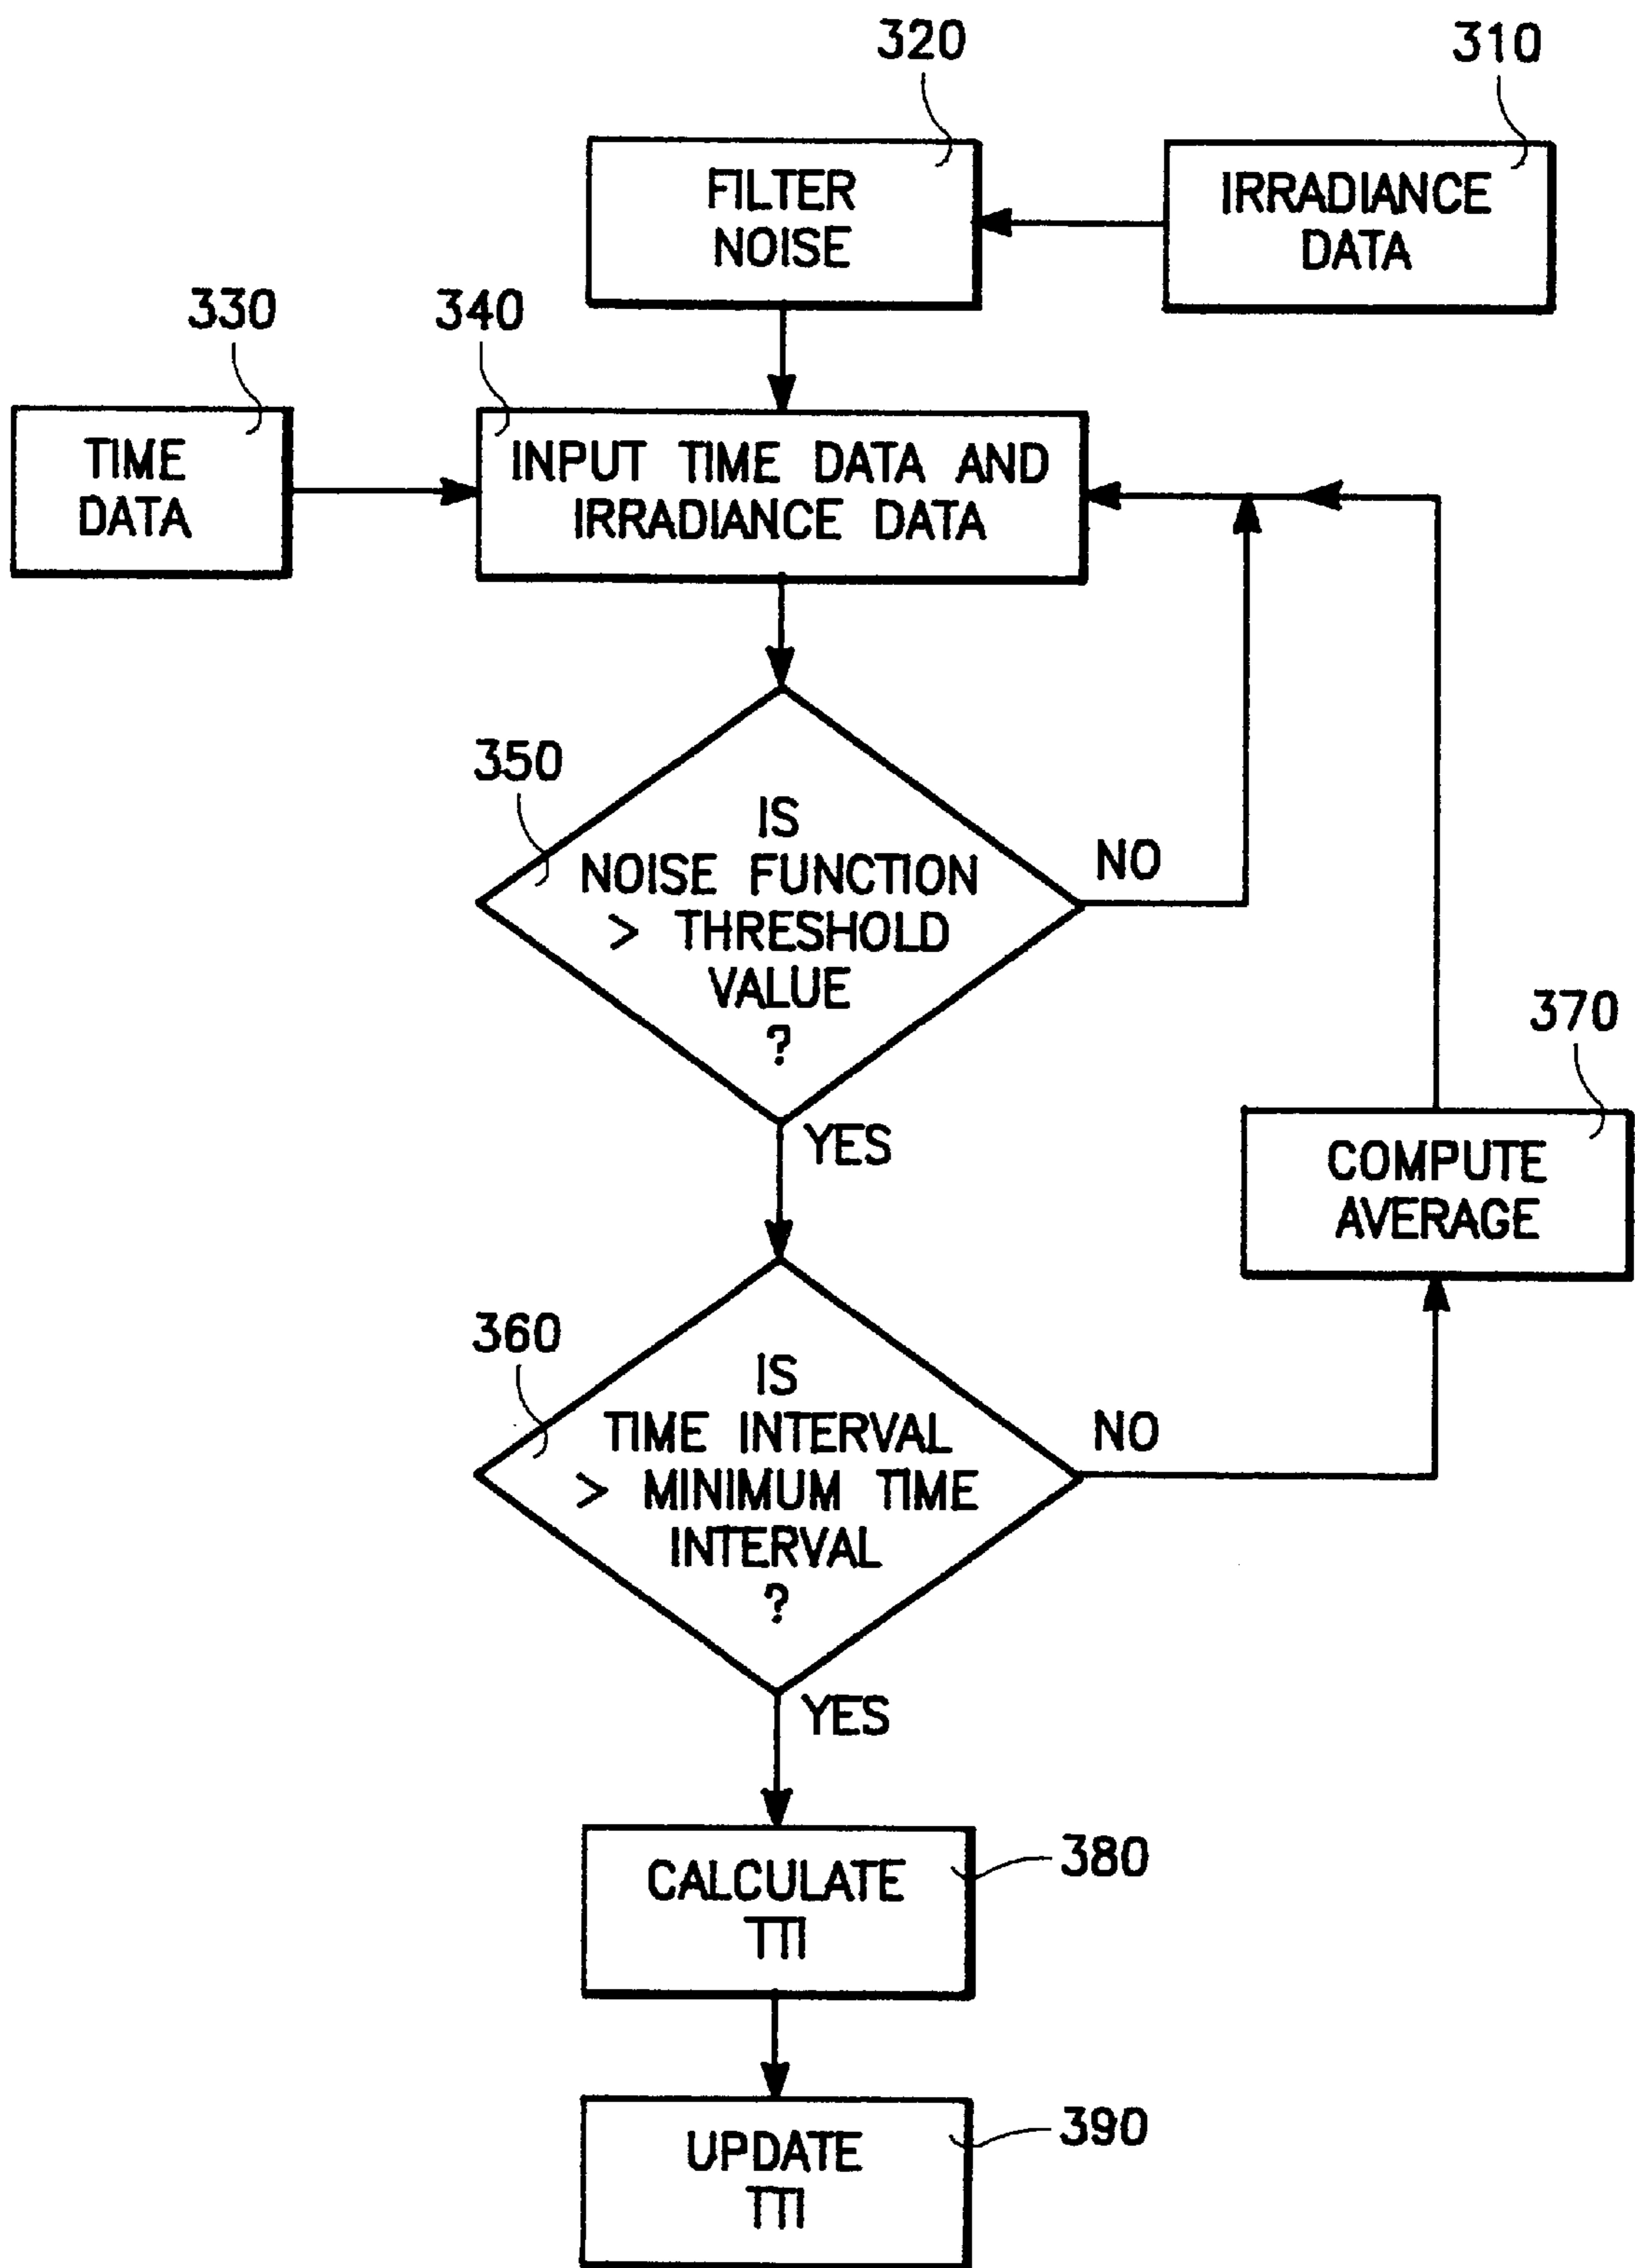 320
310
FILTER
NOISE
IRRADIANCE
DATA
330
340
TIME
DATA
INPUT TIME DATA AND
IRRADIANCE DATA
350
IS
NOISE FUNCTION
> THRESHOLD
VALUE
?
NO
YES
370
COMPUTE
AVERAGE
360
IS
TIME INTERVAL
> MINIMUM TIME
INTERVAL
?
NO
YES
CALCULATE
TTI
380
UPDATE
TTI
390